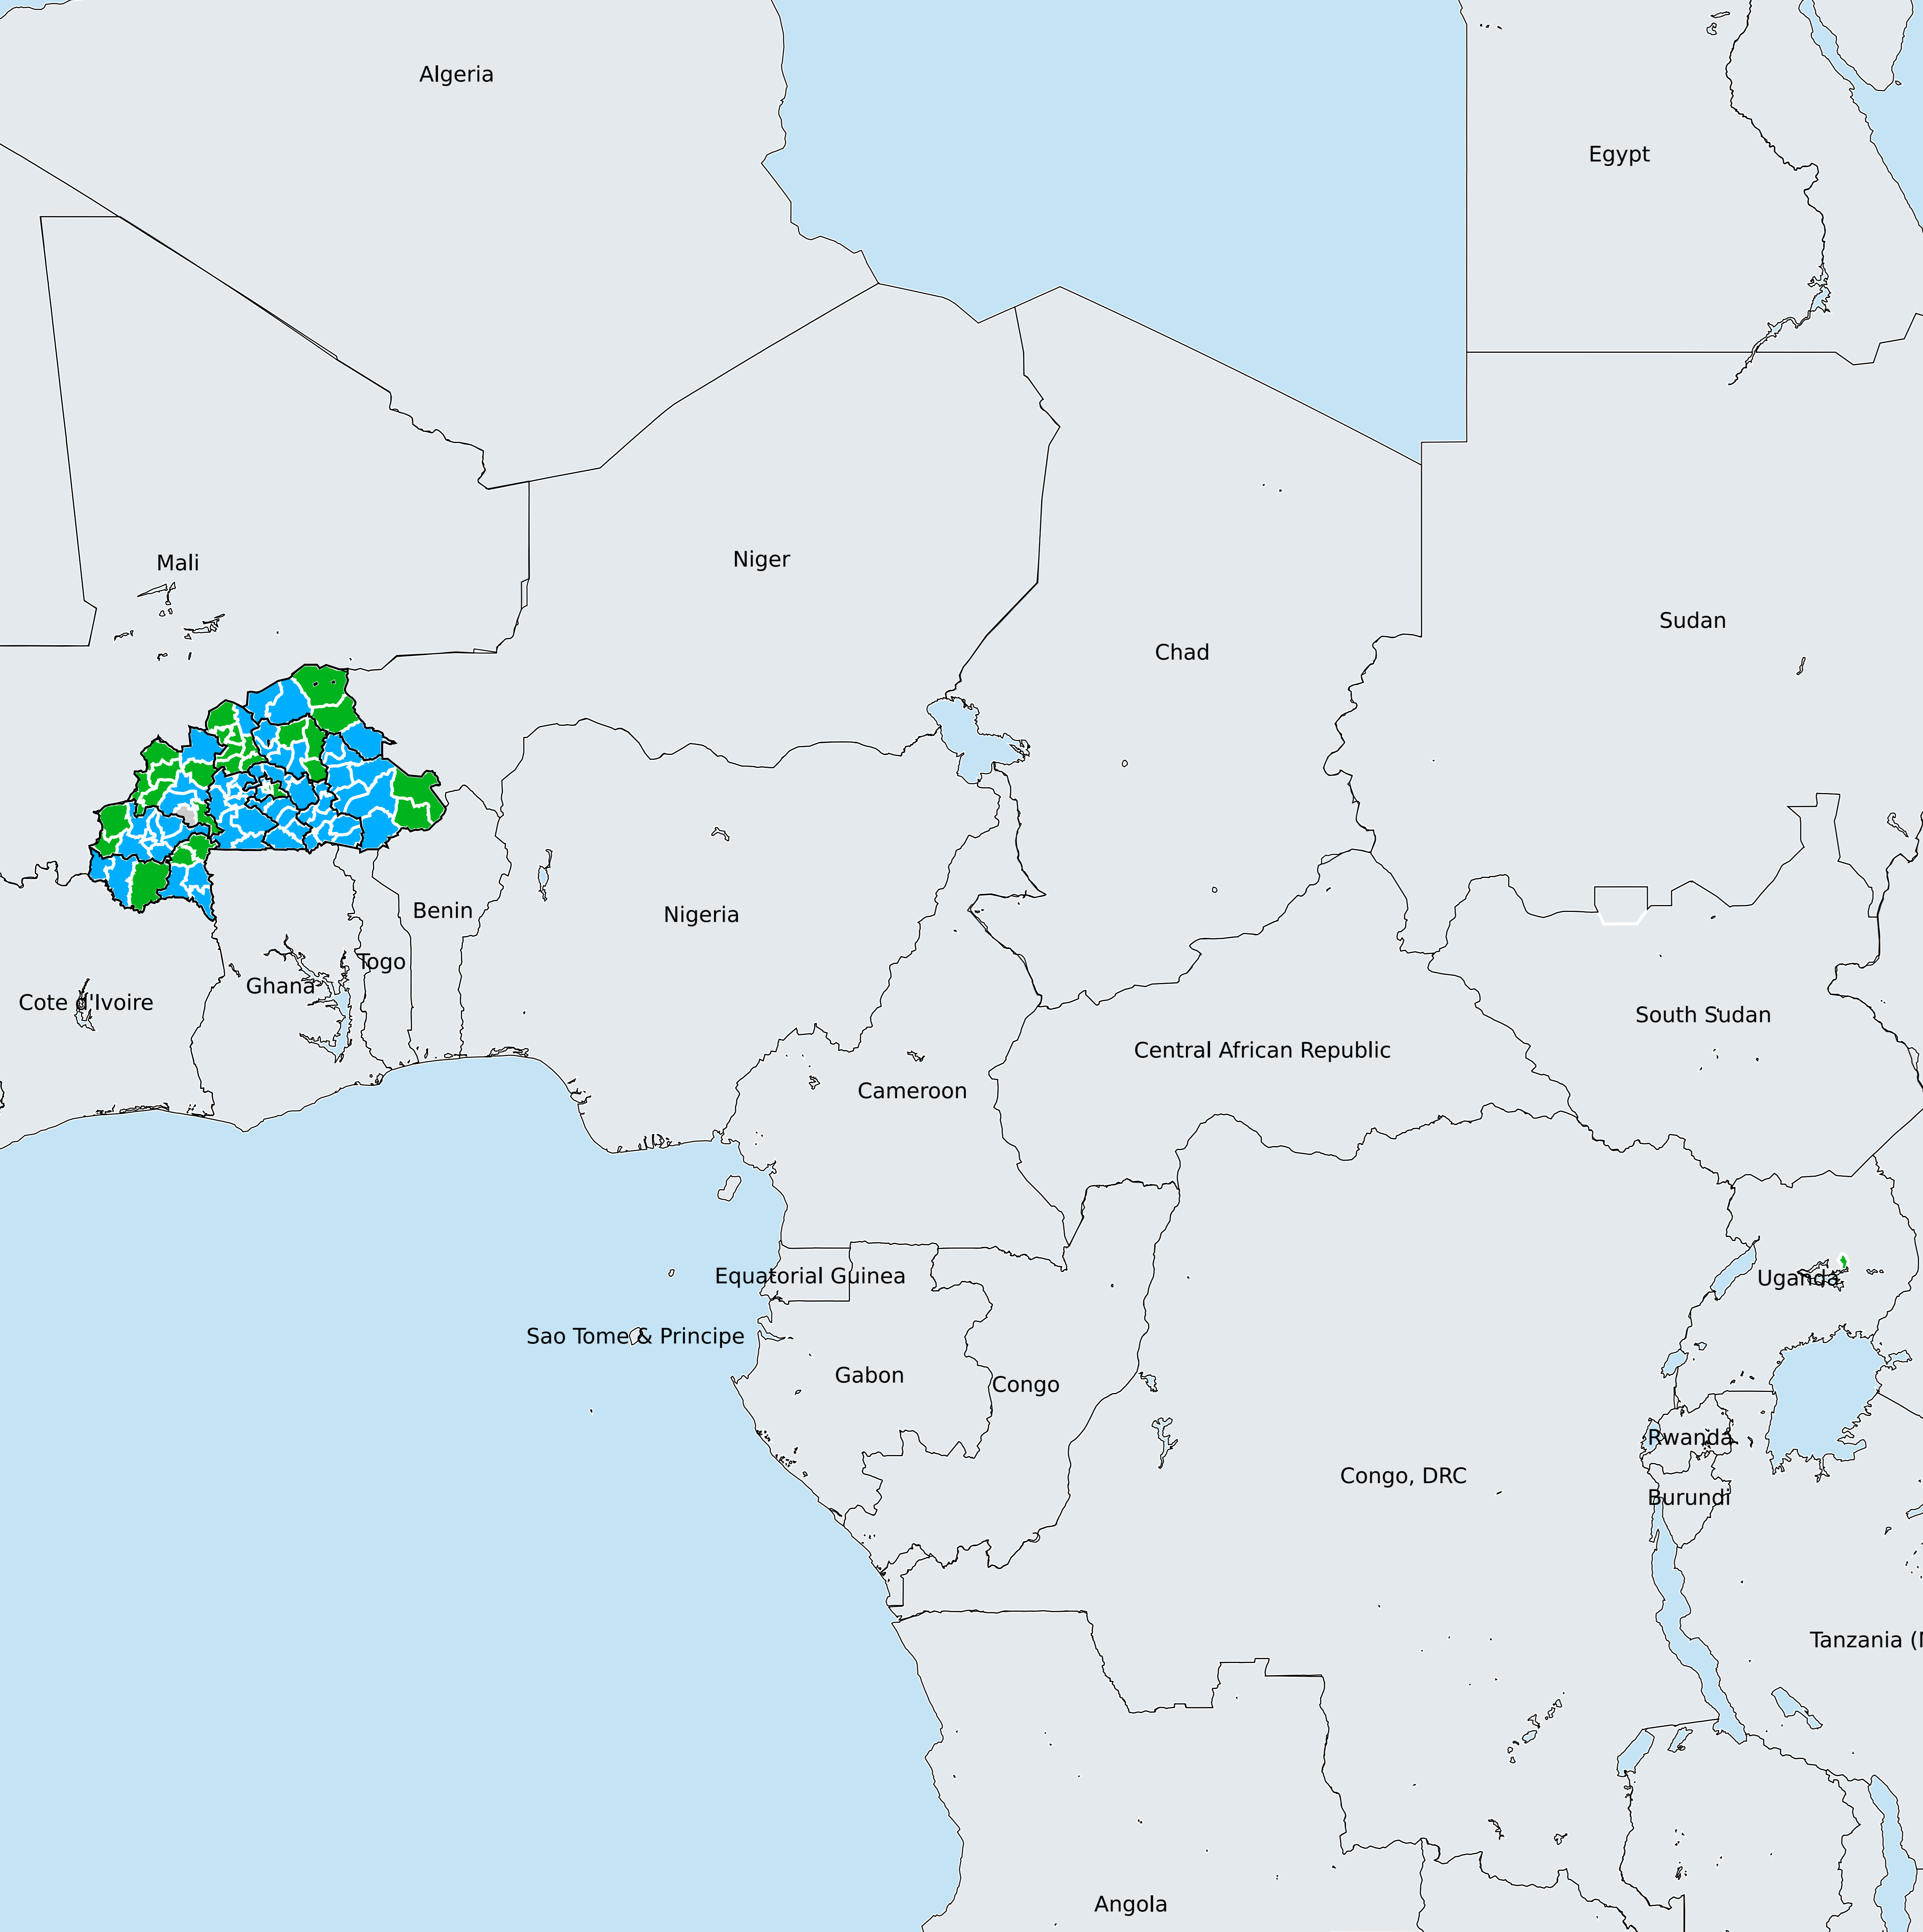 Algeria
Egypt
Mali
Niger
Sudan
Chad
Benin
Nigeria
Togo
Ghana
Cote d'Ivoire
South Sudan
Central African Republic
Cameroon
Equatorial Guinea
Uganda
Sao Tome & Principe
Gabon
Congo
Rwanda
Congo, DRC
Burundi
Tanzania (
Angola